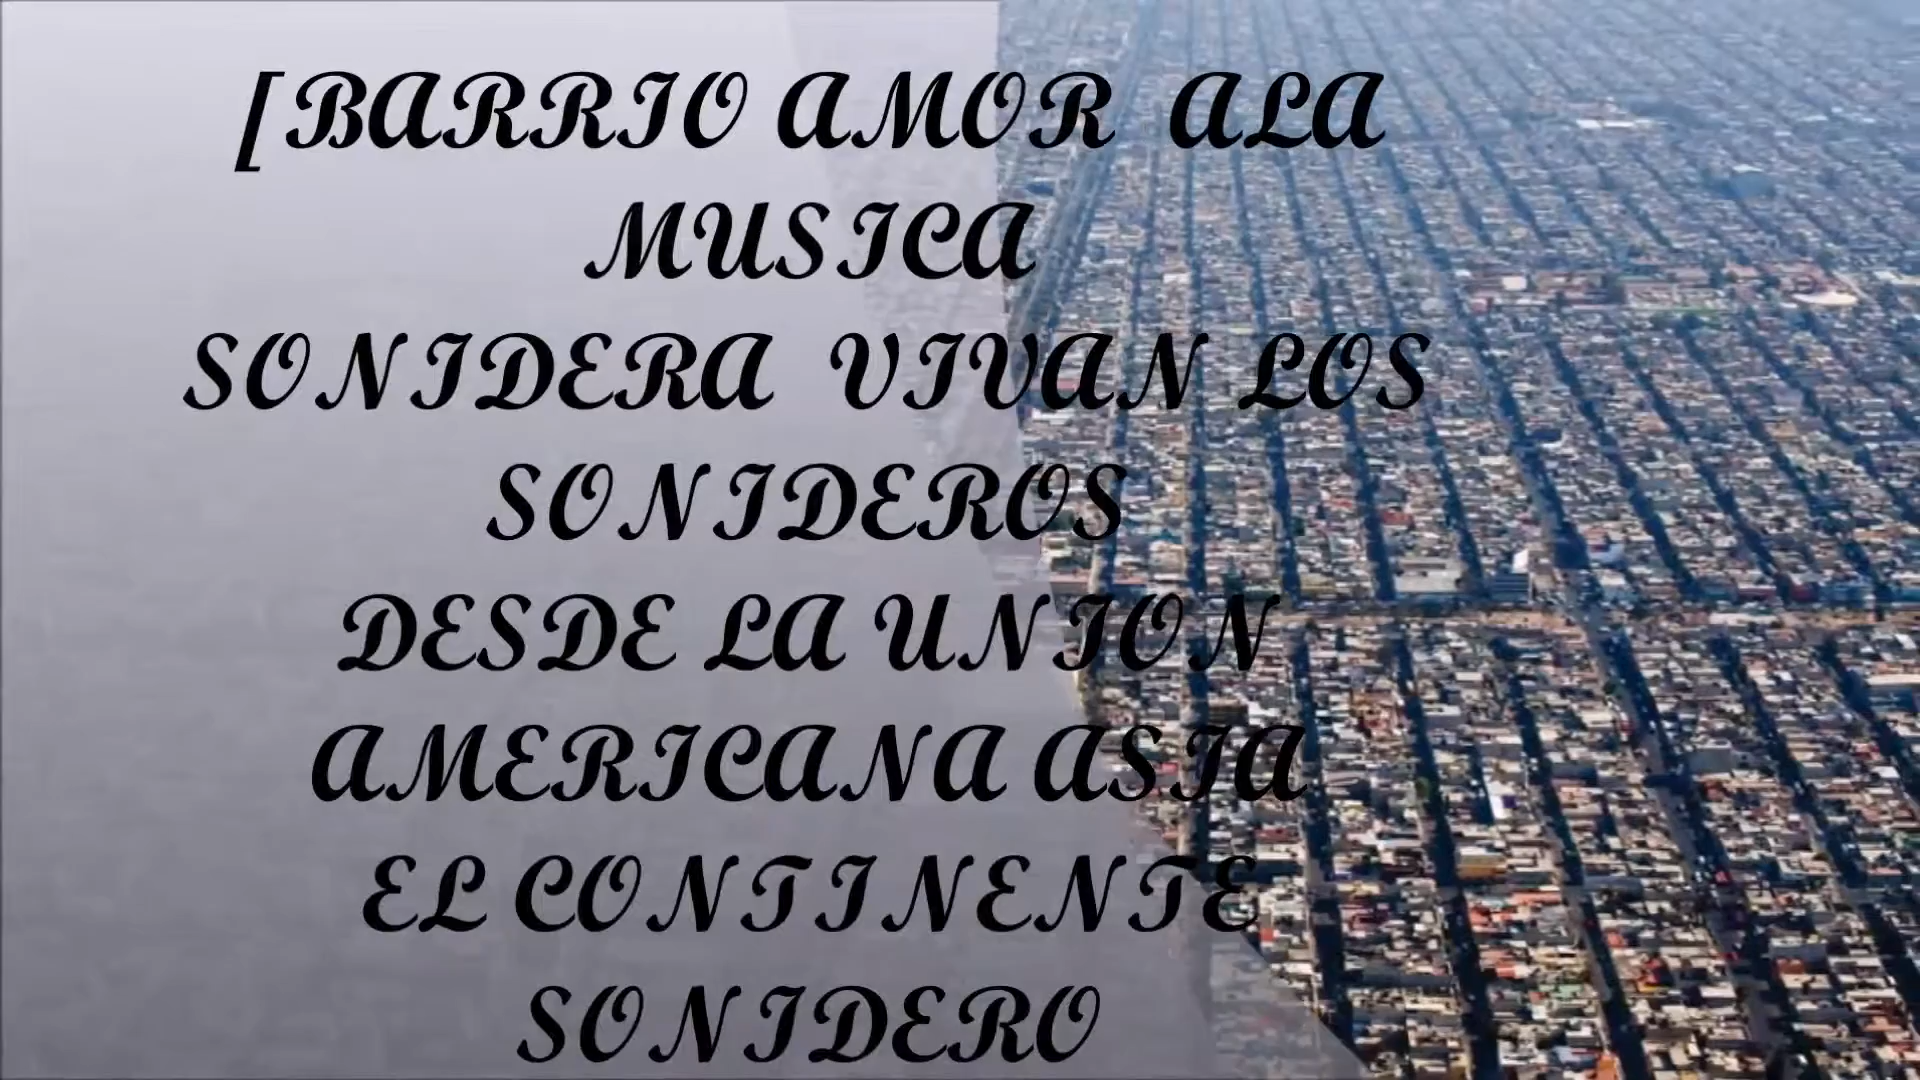 [BARRIO AMOR ALA
MUSICA
SONIDERA VIVAN LOS
SONIDEROS
DESDE LA UNION
AMERICANA ASIA
EL CONTINENTE
SONIDERO